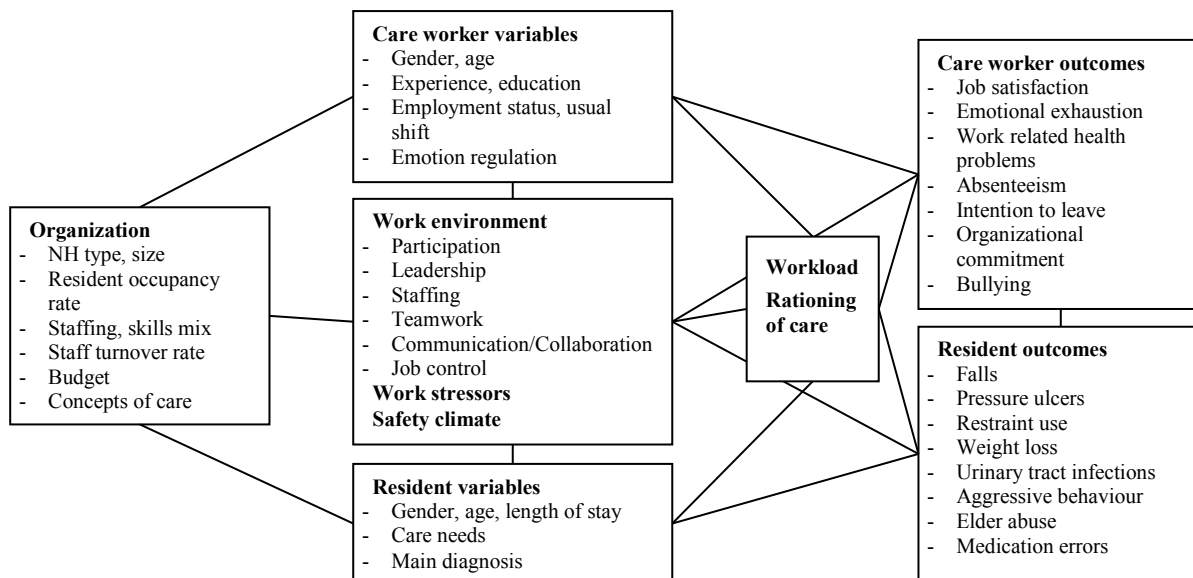 Care worker variables
- Gender, age
- Experience, education
- Employment status, usual
shift
- Emotion regulation
Organization
- NH type, size
- Resident occupancy
rate
- Staffing, skills mix
- Staff turnover rate
- Budget
- Concepts of care
Work environment
- Participation
- Leadership
- Staffing
- Teamwork
- Communication/Collaboration
- Job control
Work stressors
Safety climate
Resident variables
- Gender, age, length of stay
- Care needs
- Main diagnosis
Workload
Rationing
of care
Care worker outcomes
- Job satisfaction
- Emotional exhaustion
- Work related health
problems
- Absenteeism
- Intention to leave
- Organizational
commitment
- Bullying
Resident outcomes
- Falls
- Pressure ulcers
- Restraint use
- Weight loss
- Urinary tract infections
- Aggressive behaviour
- Elder abuse
- Medication errors